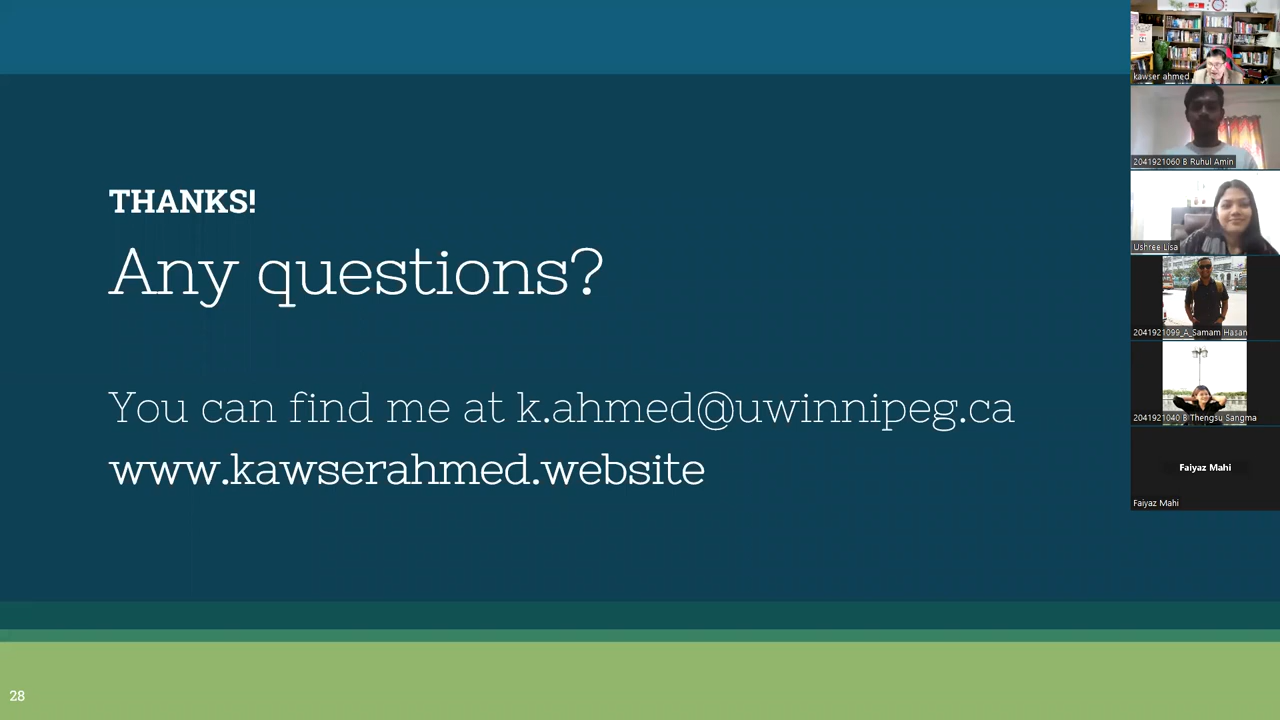 THANKS!
Any questions?
You can find me at k.ahmed@uwinnipeg.ca
www.kawserahmed.website
28
kawser ahmed
2041921060 B Ruhul Amin
Ushree Lisa
2041921099_A_Samam Hasan
2041921040 B Thengsu Sangma
Faiyaz Mahi
Faiyaz Mahi